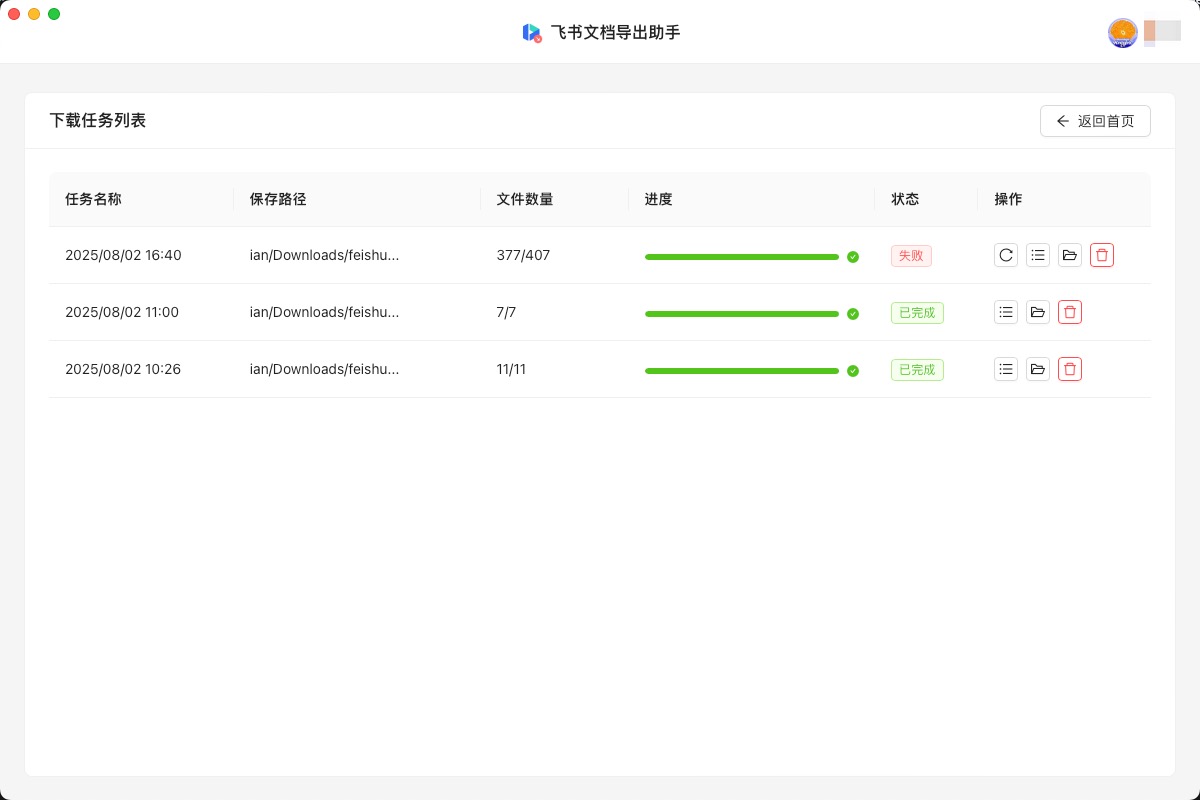 飞书文档导出助手
下载任务列表
返回首页
任务名称 保存路径 文件数量 进度 状态 操作
2025/08/02 16:40 ian/Downloads/feishu... 377/407 失败
2025/08/02 11:00 ian/Downloads/feishu... 7/7 已完成
2025/08/02 10:26 ian/Downloads/feishu... 11/11 已完成